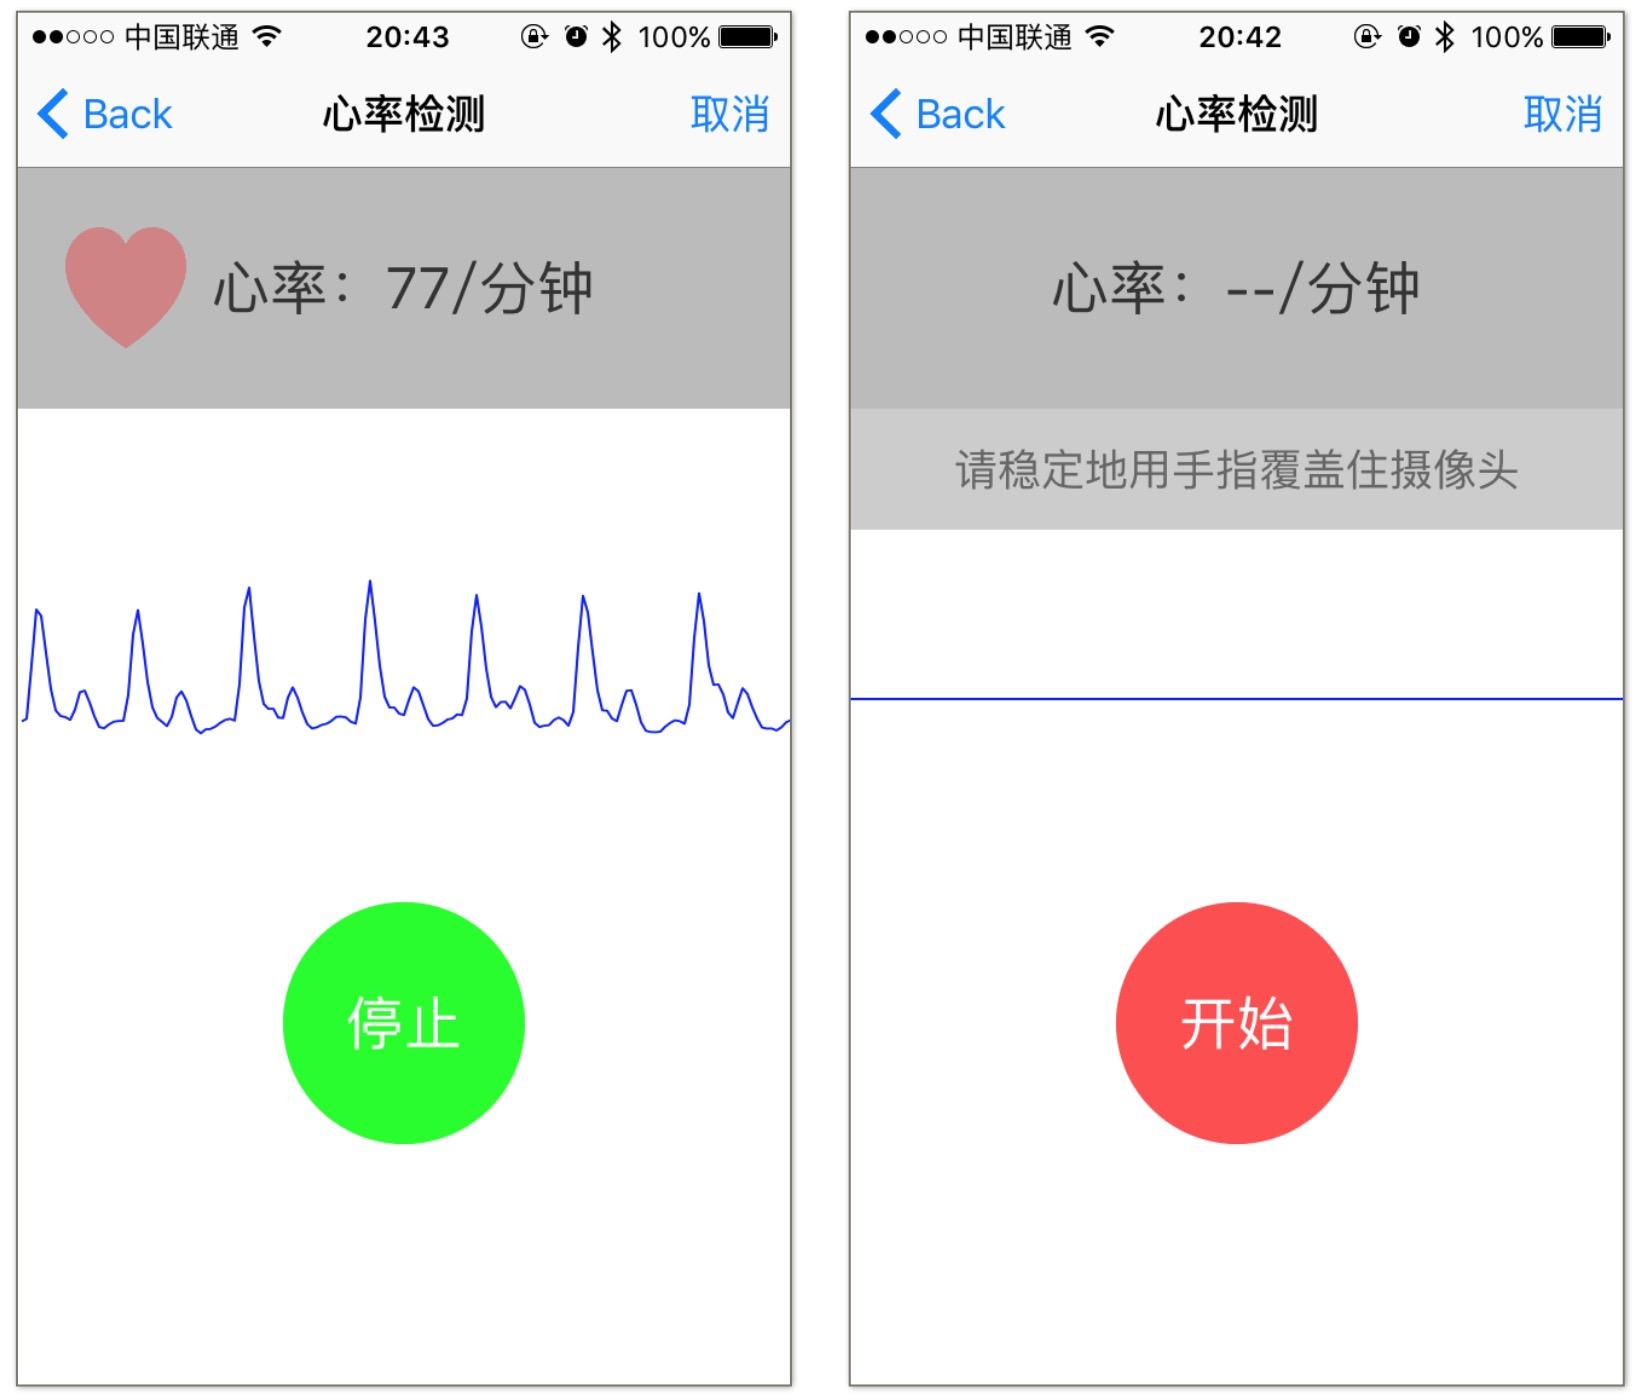 中国联通 20:43 100%
Back 心率检测 取消
心率：77/分钟
停止
中国联通 20:42 100%
Back 心率检测 取消
心率：--/分钟
请稳定地用手指覆盖住摄像头
开始